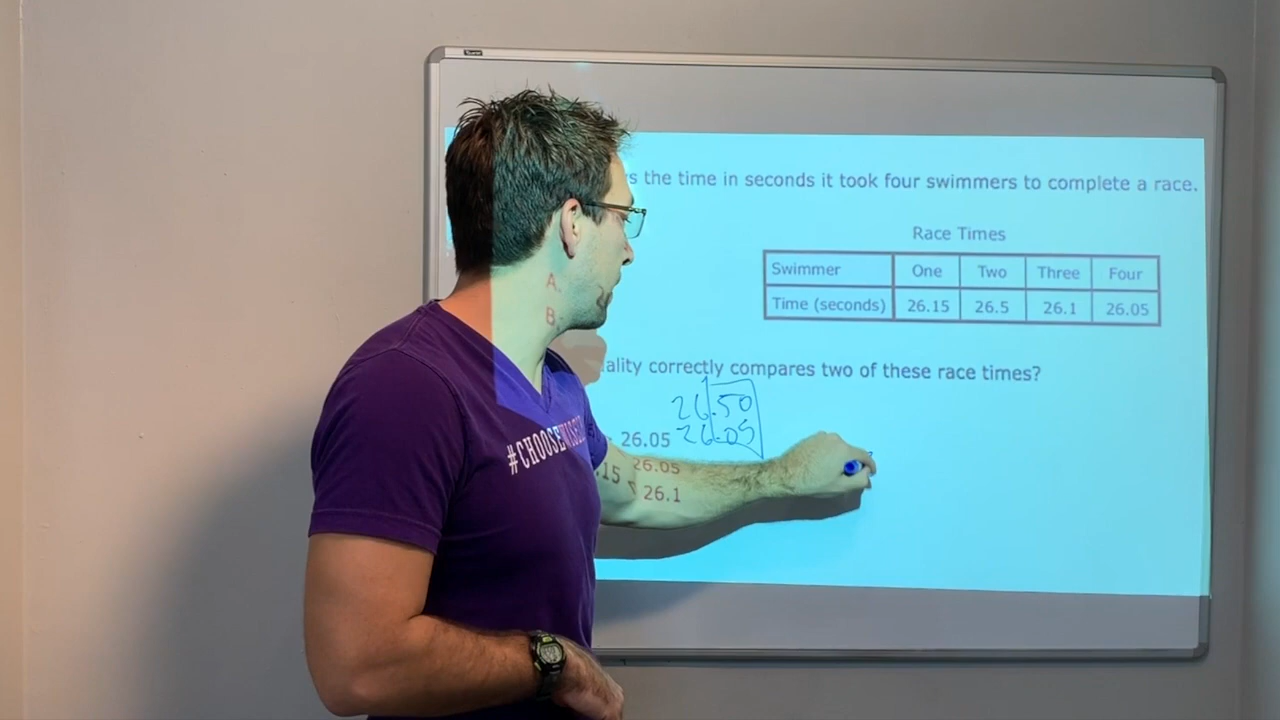 s the time in seconds it took four swimmers to complete a race.
Race Times
Swimmer One Two Three Four
Time (seconds) 26.15 26.5 26.1 26.05
ality correctly compares two of these race times?
A.
B.
26.50
26.05
26.05
.15 26.05
26.1
#CHOOSEWISELY